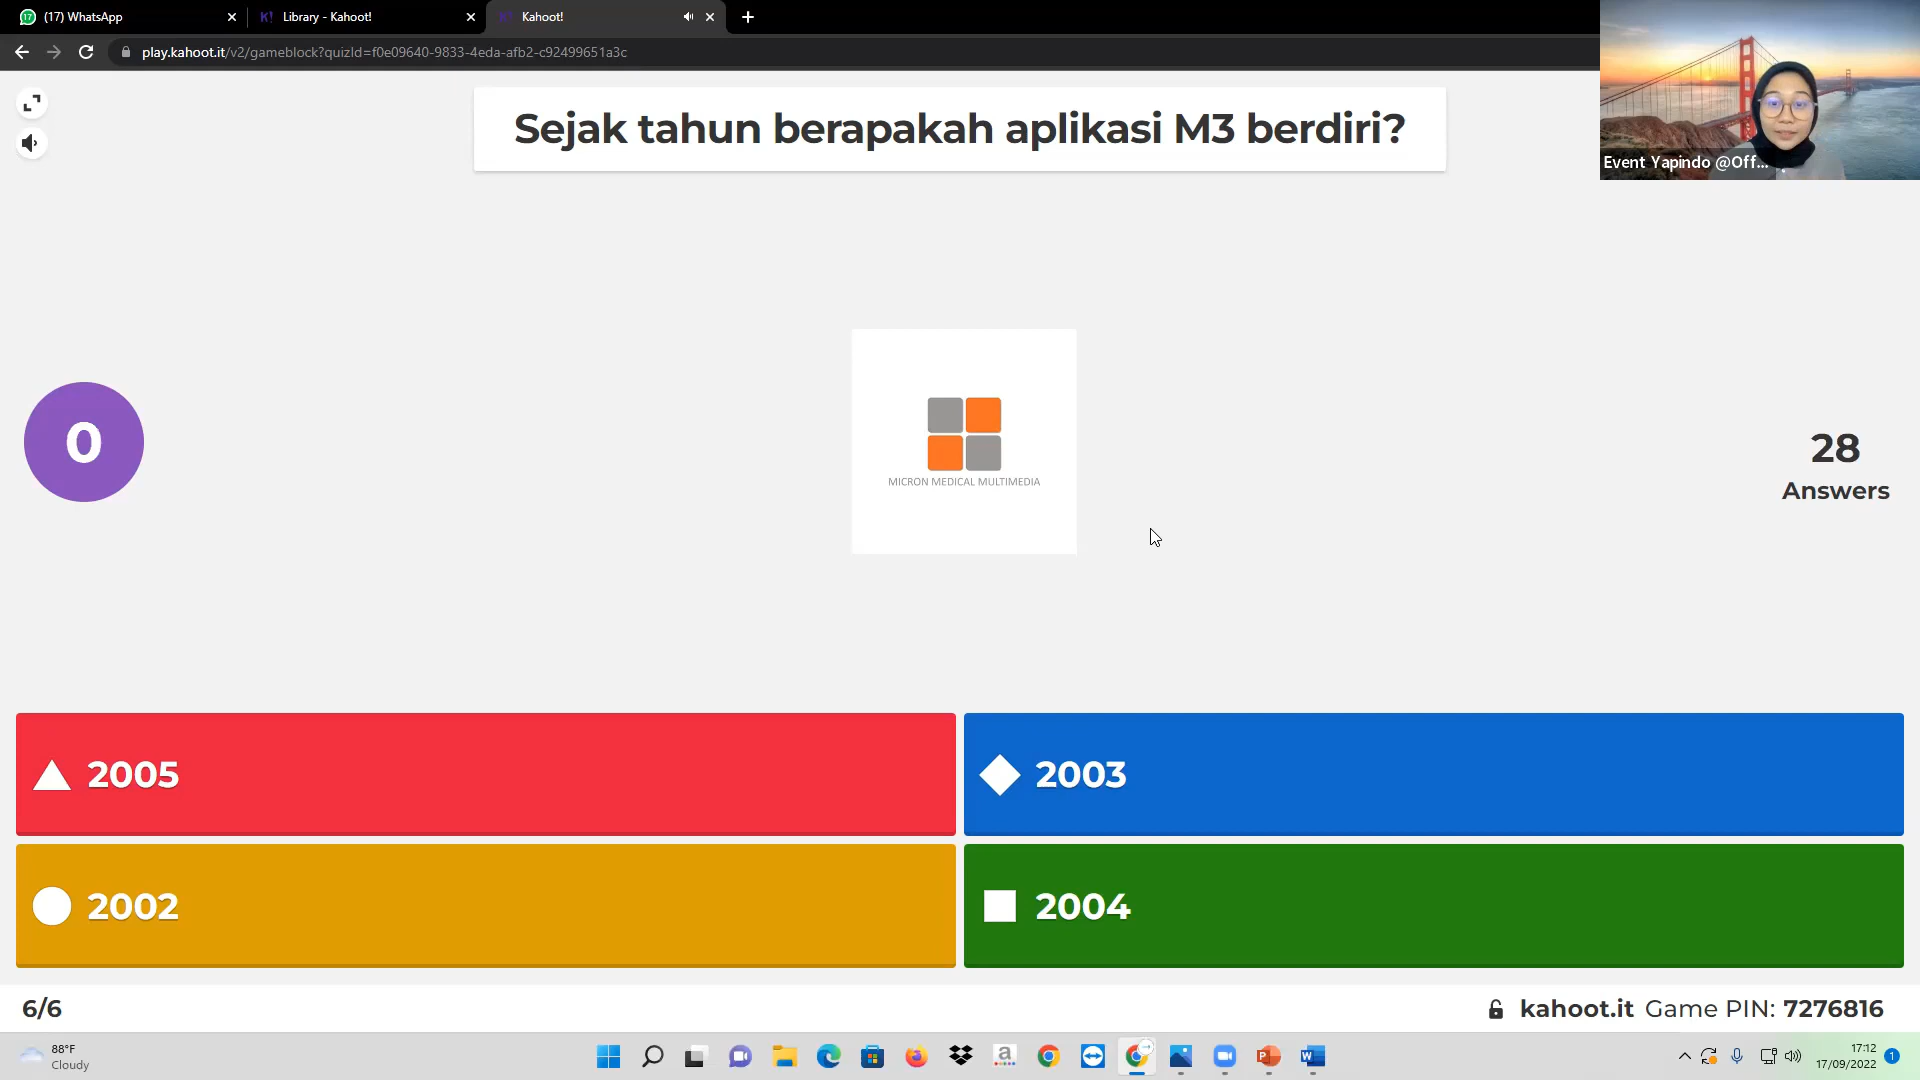 (17) WhatsApp
Library - Kahoot!
Kahoot!
play.kahoot.it/v2/gameblock?quizId=f0e09640-9833-4eda-afb2-c92499651a3c
Sejak tahun berapakah aplikasi M3 berdiri?
Event Yapindo @Off...
0
MICRON MEDICAL MULTIMEDIA
28
Answers
2005
2003
2002
2004
6/6
kahoot.it Game PIN: 7276816
88°F
Cloudy
17:12
17/09/2022
1